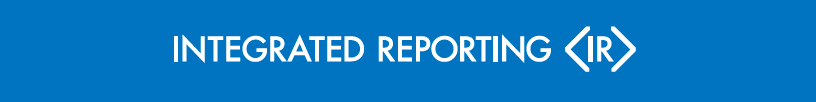 INTEGRATED REPORTING <IR>